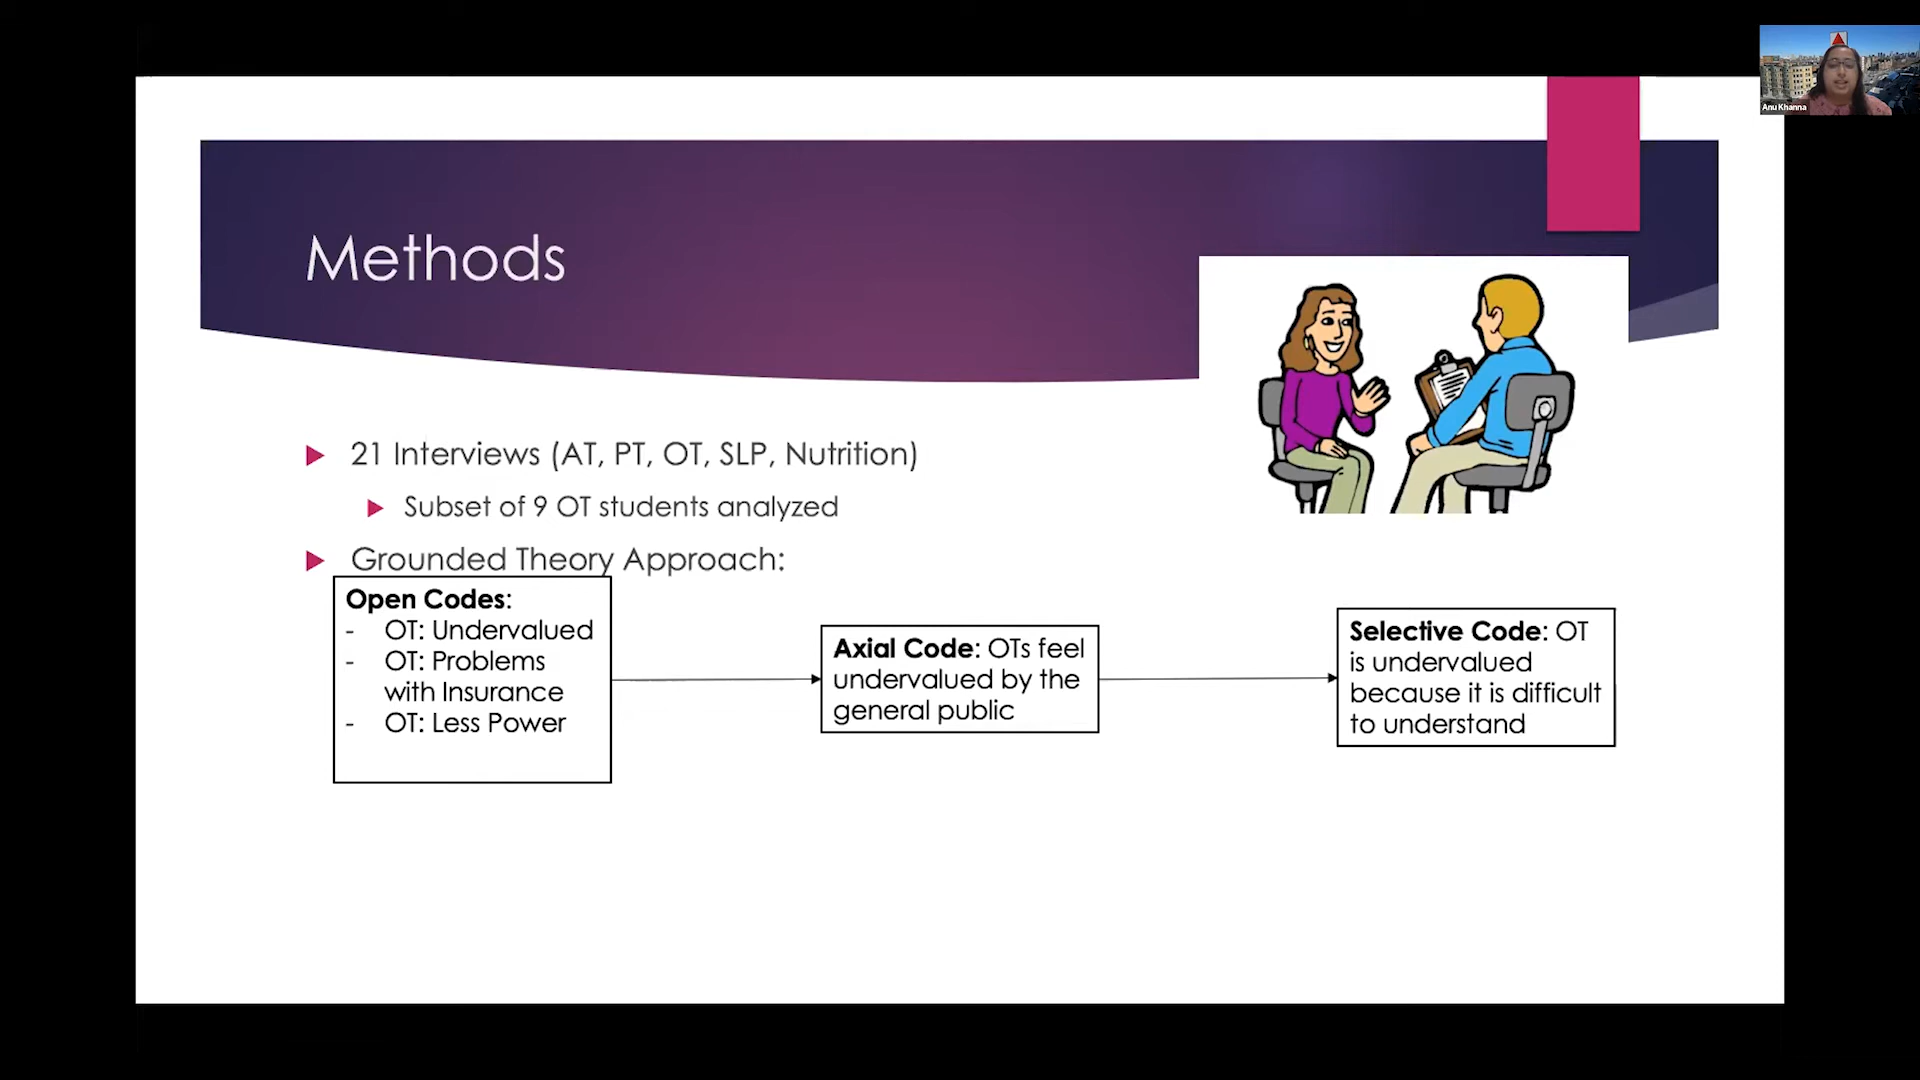 Anu Khanna
Methods
21 Interviews (AT, PT, OT, SLP, Nutrition)
Subset of 9 OT students analyzed
Grounded Theory Approach:
Open Codes:
- OT: Undervalued
- OT: Problems
with Insurance
- OT: Less Power
Axial Code: OTs feel
undervalued by the
general public
Selective Code: OT
is undervalued
because it is difficult
to understand